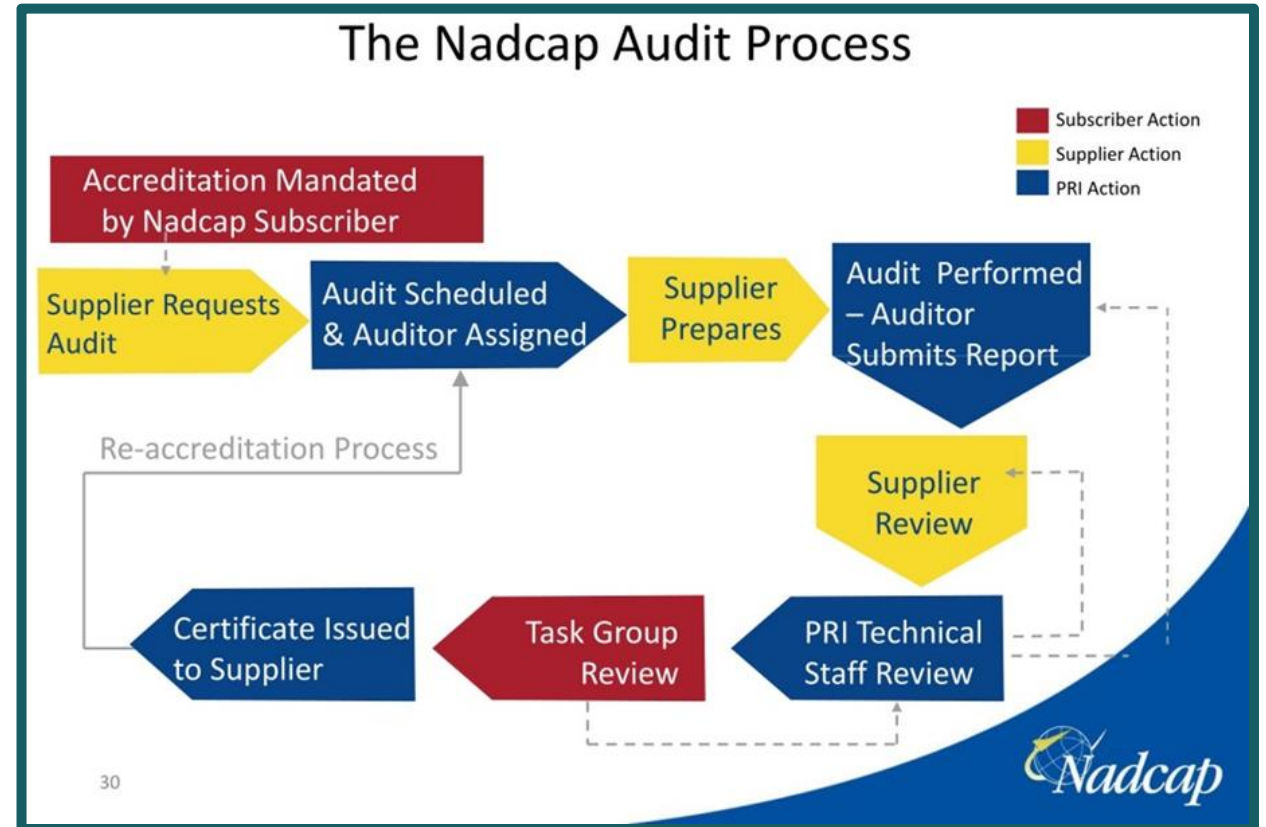 The Nadcap Audit Process
Subscriber Action
Supplier Action
PRI Action
Accreditation Mandated
by Nadcap Subscriber
Supplier Requests
Audit
Audit Scheduled
& Auditor Assigned
Supplier
Prepares
Audit Performed
– Auditor
Submits Report
Re-accreditation Process
Supplier
Review
Certificate Issued
to Supplier
Task Group
Review
PRI Technical
Staff Review
30
Nadcap